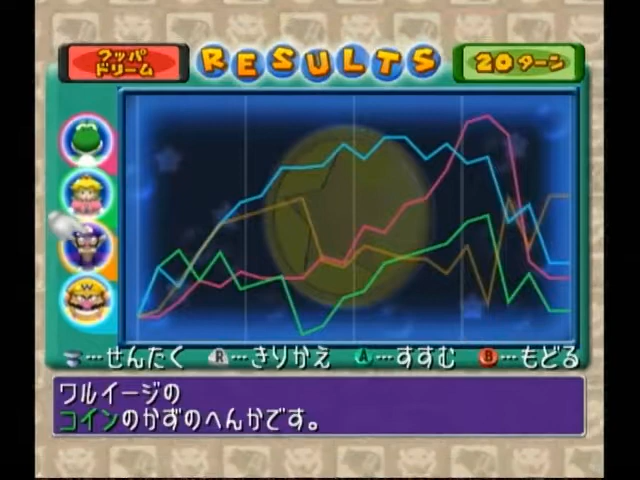 クッパ
ドリーム
RESULTS
20ターン
…せんたく R…きりかえ A…すすむ B…もどる
ワルイージの
コインのかずのへんかです。